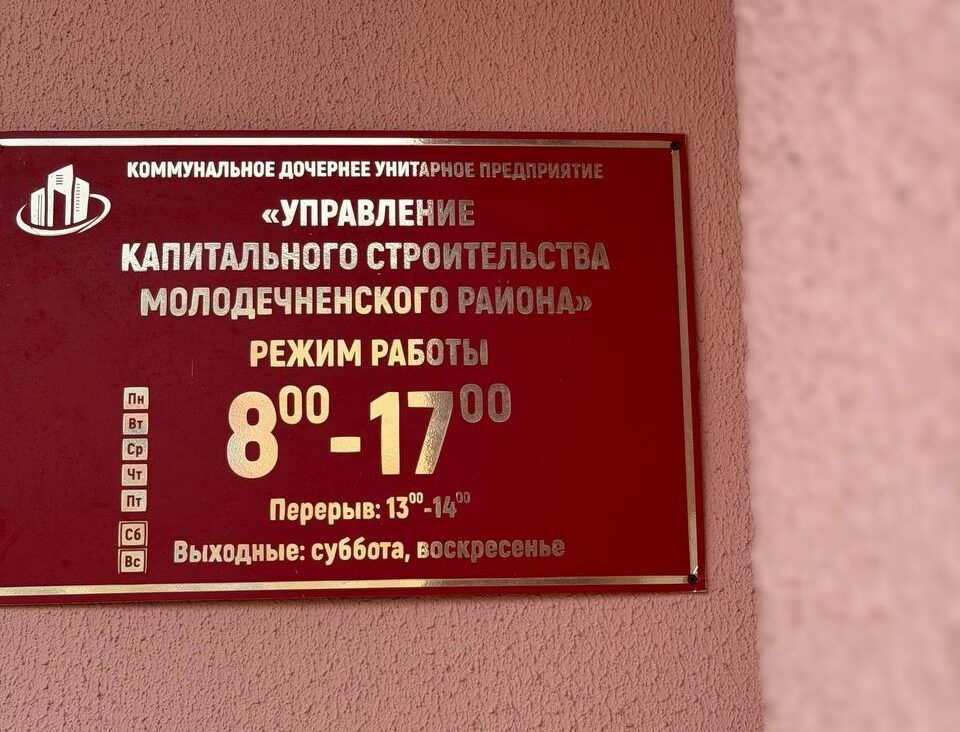 КОММУНАЛЬНОЕ ДОЧЕРНЕЕ УНИТАРНОЕ ПРЕДПРИЯТИЕ
«УПРАВЛЕНИЕ
КАПИТАЛЬНОГО СТРОИТЕЛЬСТВА
МОЛОДЕЧНЕНСКОГО РАЙОНА»
РЕЖИМ РАБОТЫ
Пн
Вт
Ср
Чт
Пт
Сб
Вс
8⁰⁰-17⁰⁰
Перерыв: 13⁰⁰-14⁰⁰
Выходные: суббота, воскресенье